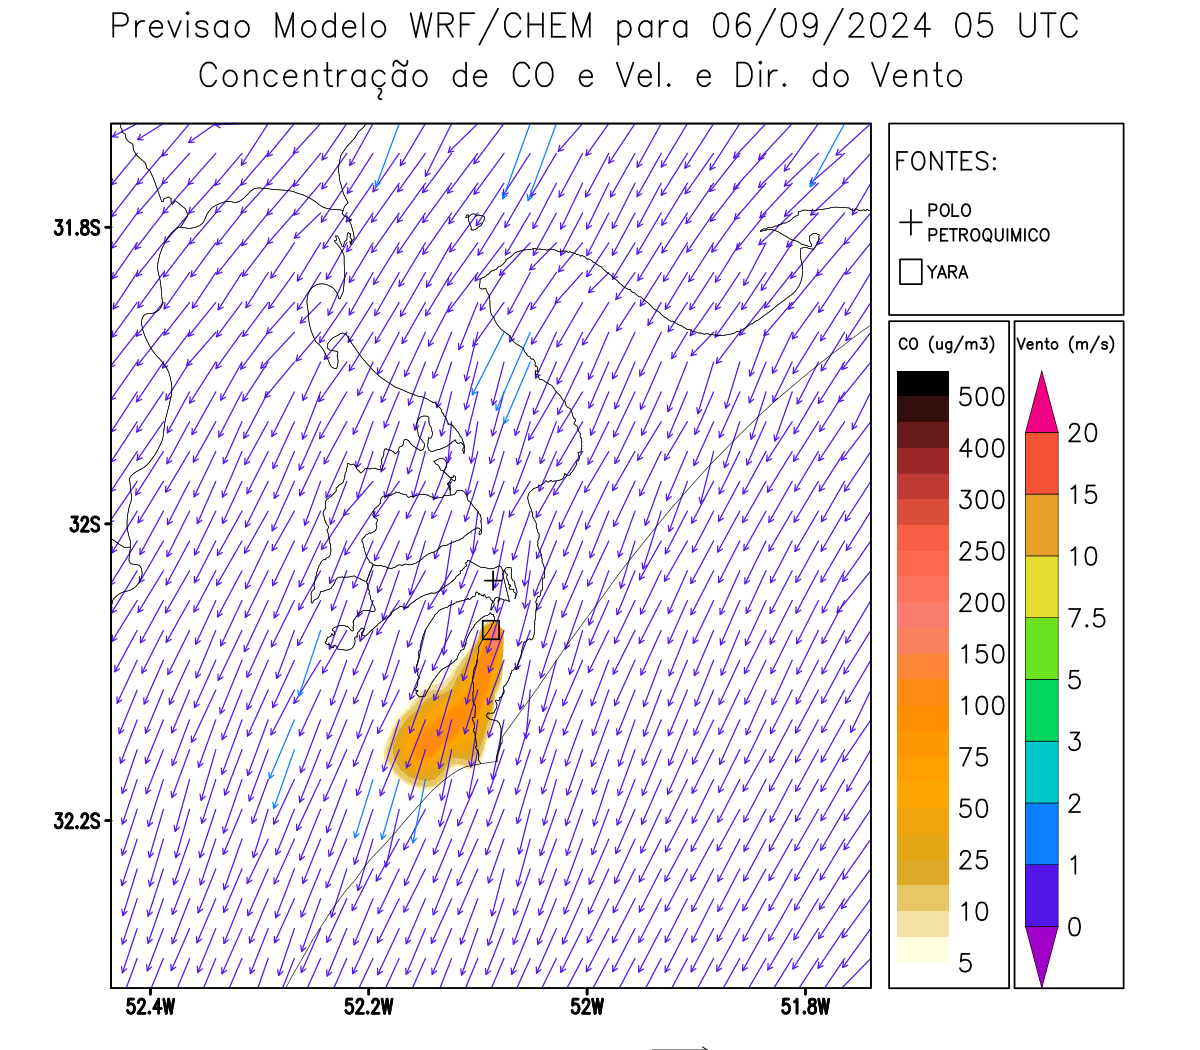 Previsao Modelo WRF/CHEM para 06/09/2024 05 UTC
Concentração de CO e Vel. e Dir. do Vento
FONTES:
POLO
PETROQUIMICO
YARA
31.8S
32S
32.2S
52.4W
52.2W
52W
51.8W
CO (ug/m3)
500
400
300
250
200
150
100
75
50
25
10
5
Vento (m/s)
20
15
10
7.5
5
3
2
1
0